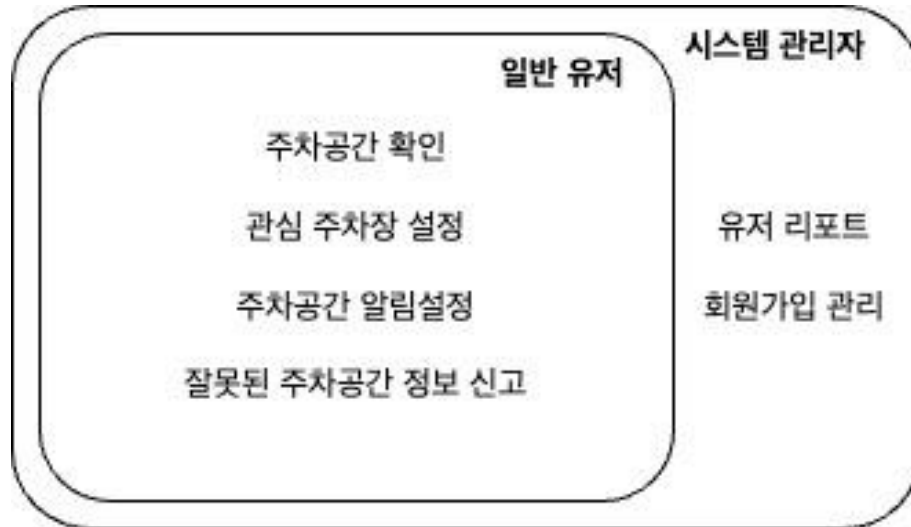 시스템 관리자
일반 유저
주차공간 확인
관심 주차장 설정
유저 리포트
주차공간 알림설정
회원가입 관리
잘못된 주차공간 정보 신고